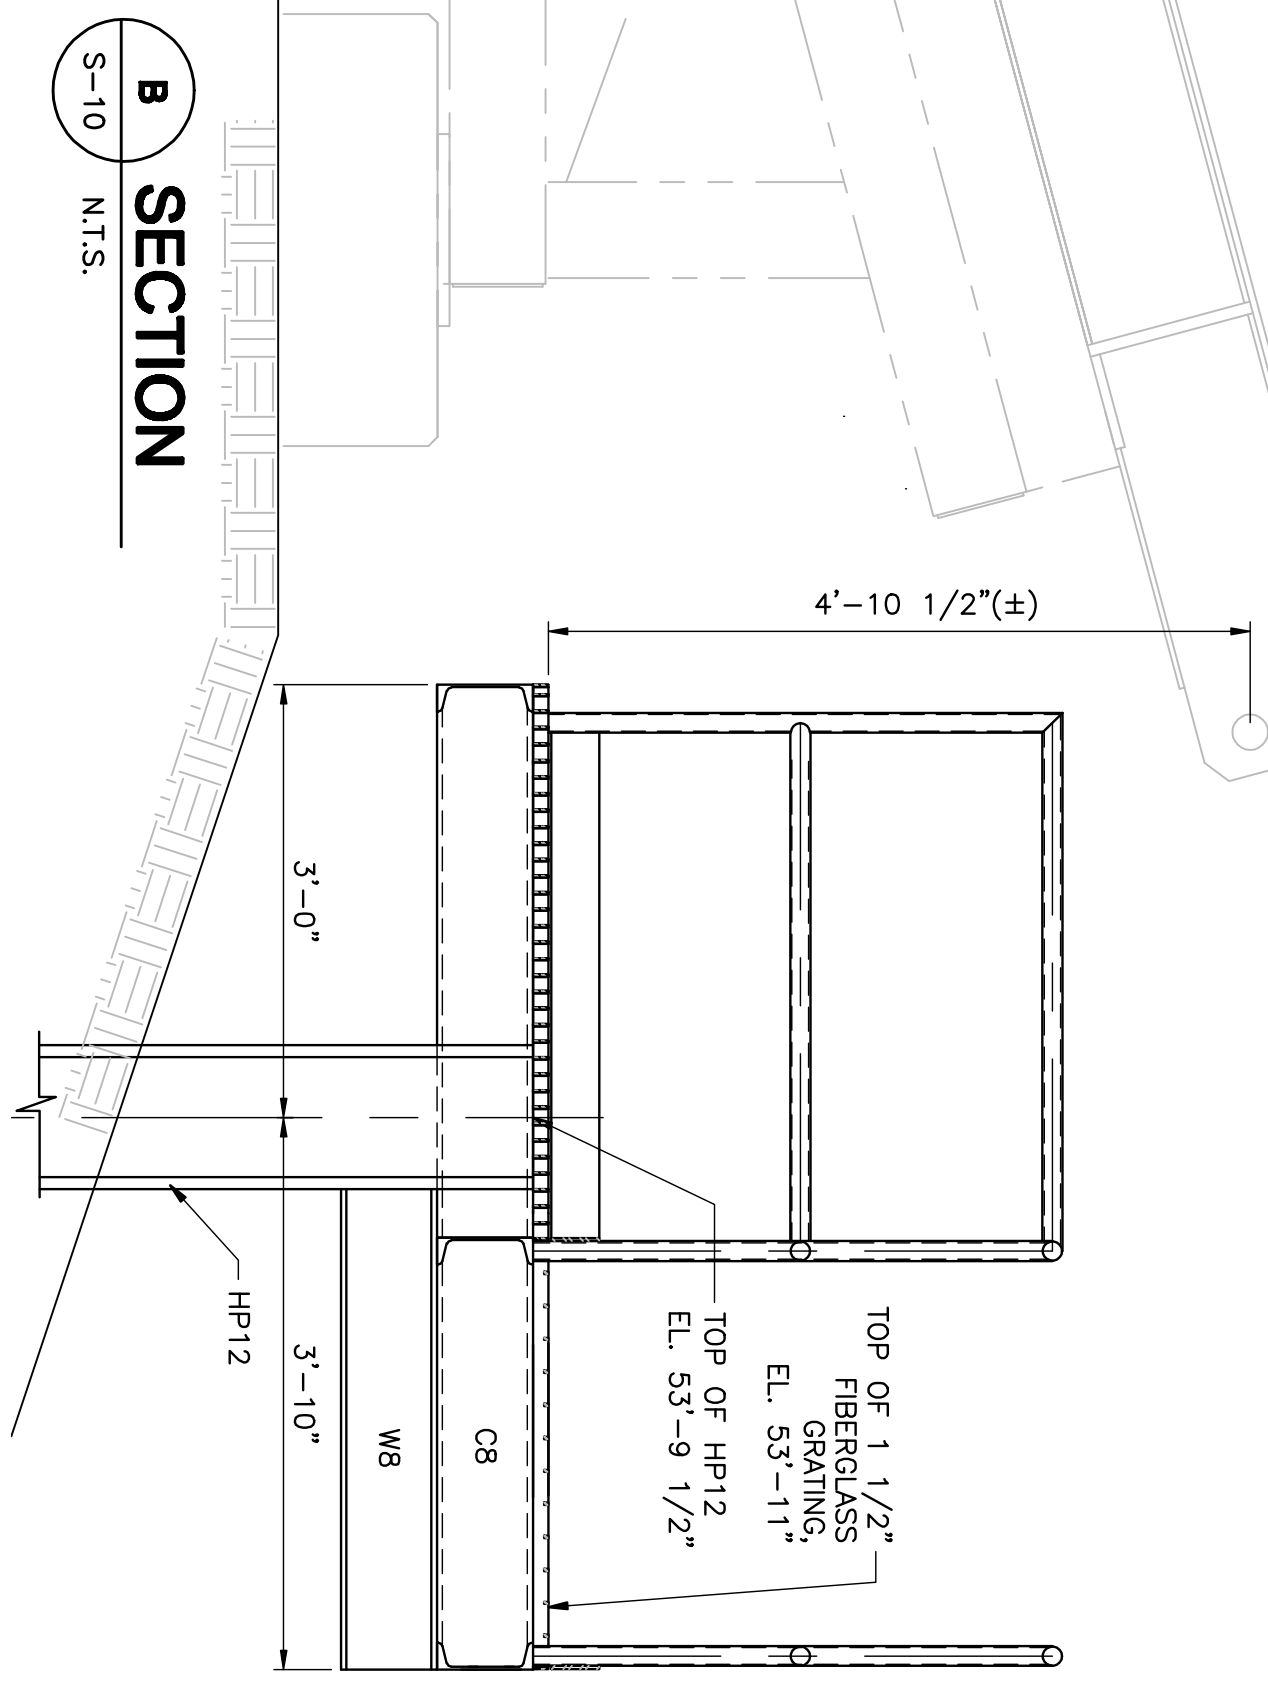 4'-10 1/2"(±)
3'-0"
3'-10"
TOP OF 1 1/2"
FIBERGLASS
GRATING,
EL. 53'-11"
TOP OF HP12
EL. 53'-9 1/2"
C8
W8
HP12
B
S-10
SECTION
N.T.S.